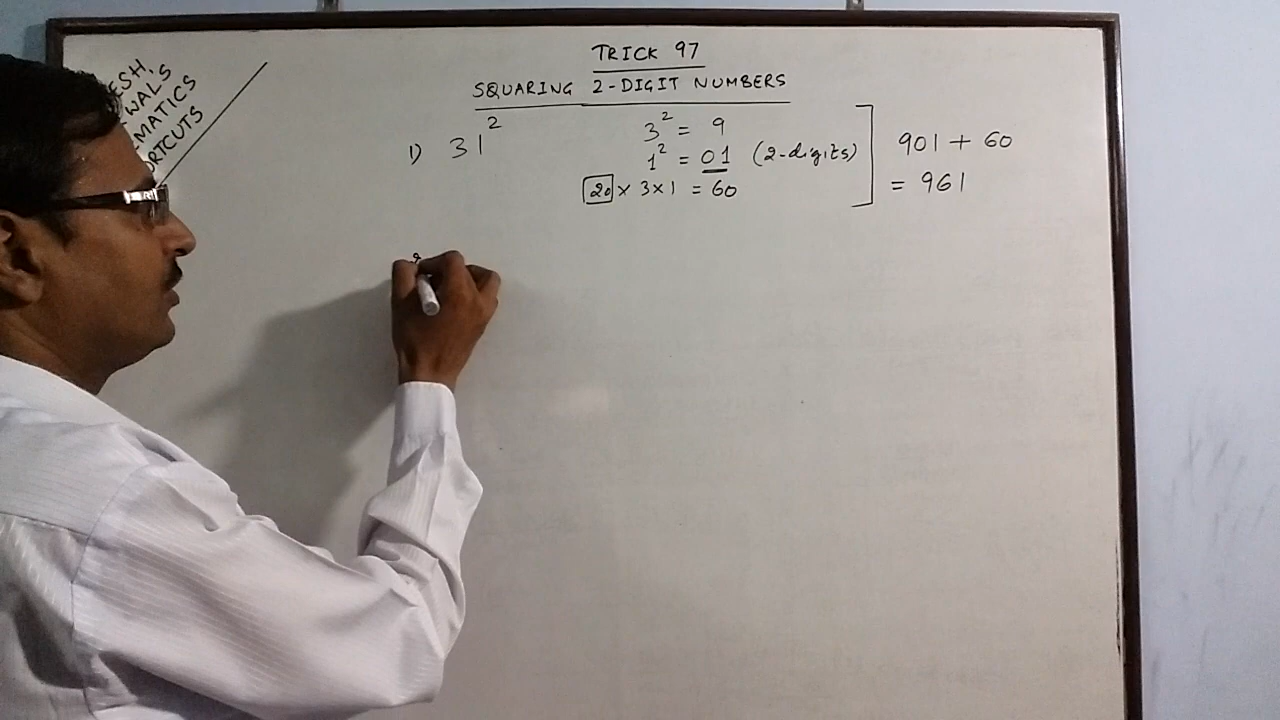 TRICK 97
SQUARING 2-DIGIT NUMBERS
1) 31²
3² = 9
1² = 01 (2-digits)
20 × 3 × 1 = 60
901 + 60
= 961